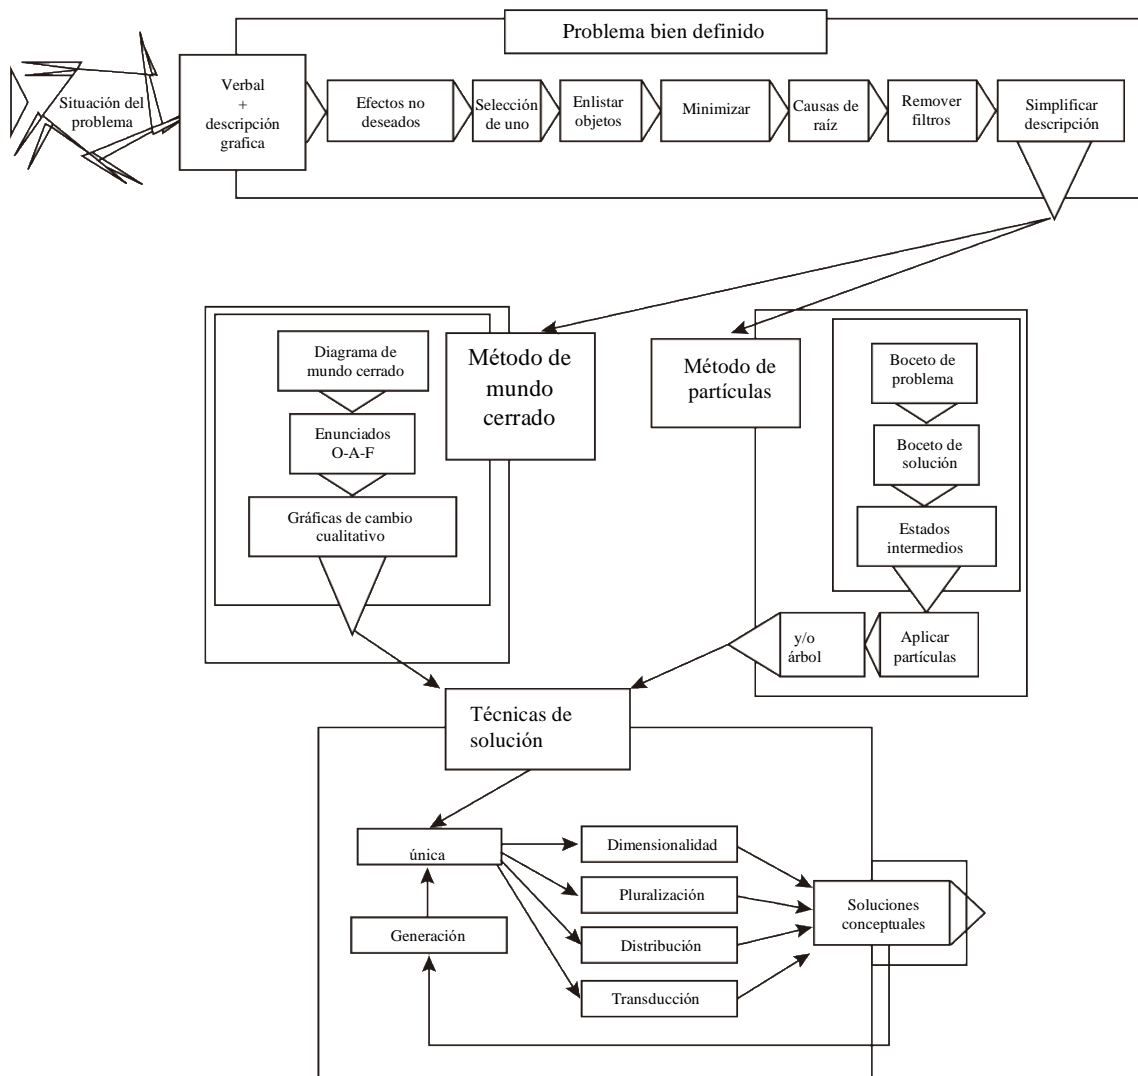 Problema bien definido
Situación del
problema
Verbal
+
descripción
grafica
Efectos no
deseados
Selección
de uno
Enlistar
objetos
Minimizar
Causas de
raíz
Remover
filtros
Simplificar
descripción
Diagrama de
mundo cerrado
Enunciados
O-A-F
Gráficas de cambio
cualitativo
Método de
mundo
cerrado
Método de
partículas
Boceto de
problema
Boceto de
solución
Estados
intermedios
Aplicar
partículas
y/o
árbol
Técnicas de
solución
única
Generación
Dimensionalidad
Pluralización
Distribución
Transducción
Soluciones
conceptuales